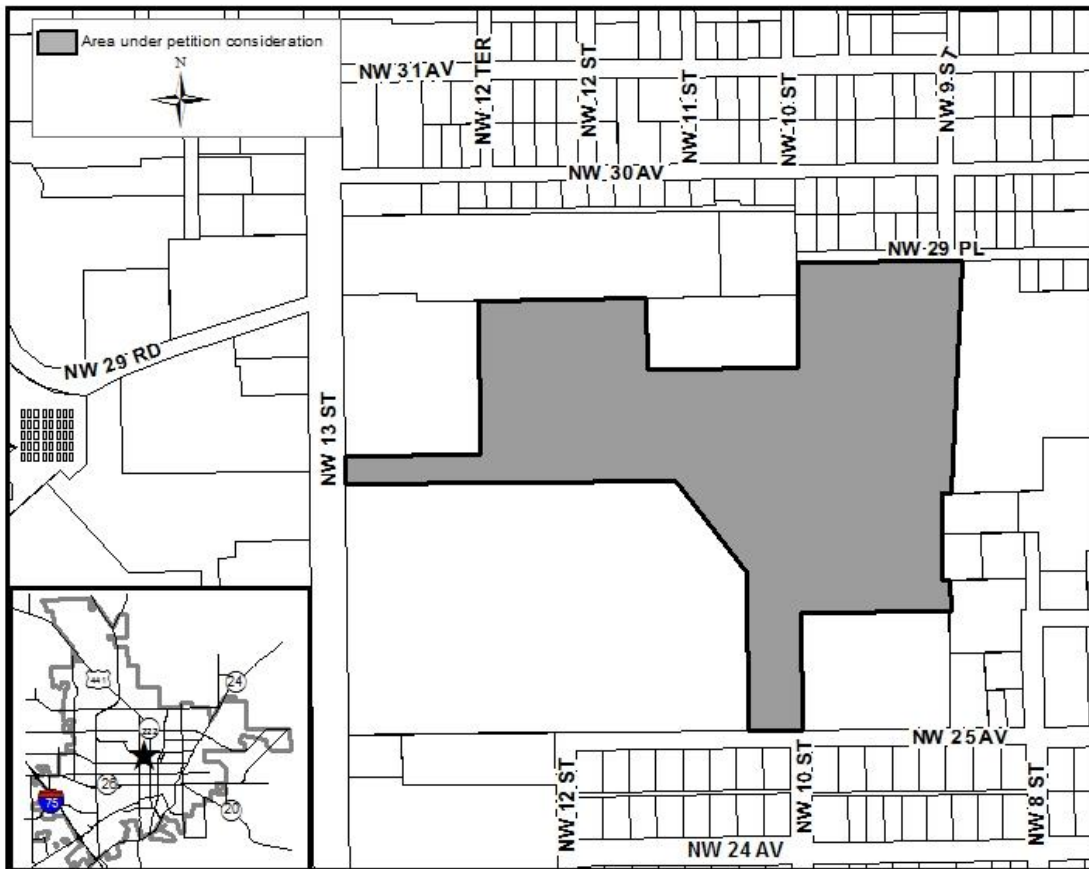 Area under petition consideration
N
NW 31 AV
NW 12 TER
NW 12 ST
NW 11 ST
NW 10 ST
NW 9 ST
NW 30 AV
NW 29 PL
NW 29 RD
NW 13 ST
NW 25 AV
NW 12 ST
NW 10 ST
NW 8 ST
NW 24 AV
441
24
222
26
20
75